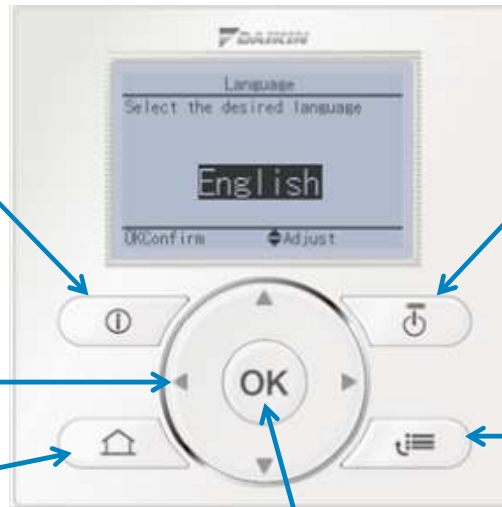 DAIKIN
Language
Select the desired language
English
OKConfirm Adjust
OK